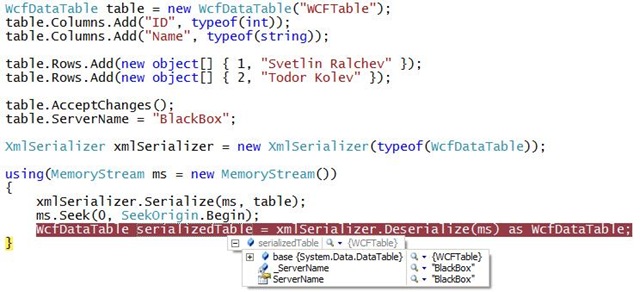 WcfDataTable table = new WcfDataTable("WCFTable");
table.Columns.Add("ID", typeof(int));
table.Columns.Add("Name", typeof(string));
table.Rows.Add(new object[] { 1, "Svetlin Ralchev" });
table.Rows.Add(new object[] { 2, "Todor Kolev" });
table.AcceptChanges();
table.ServerName = "BlackBox";
XmlSerializer xmlSerializer = new XmlSerializer(typeof(WcfDataTable));
using(MemoryStream ms = new MemoryStream())
{
xmlSerializer.Serialize(ms, table);
ms.Seek(0, SeekOrigin.Begin);
WcfDataTable serializedTable = xmlSerializer.Deserialize(ms) as WcfDataTable;
}
serializedTable {WCFTable}
base {System.Data.DataTable} {WCFTable}
_ServerName "BlackBox"
ServerName "BlackBox"